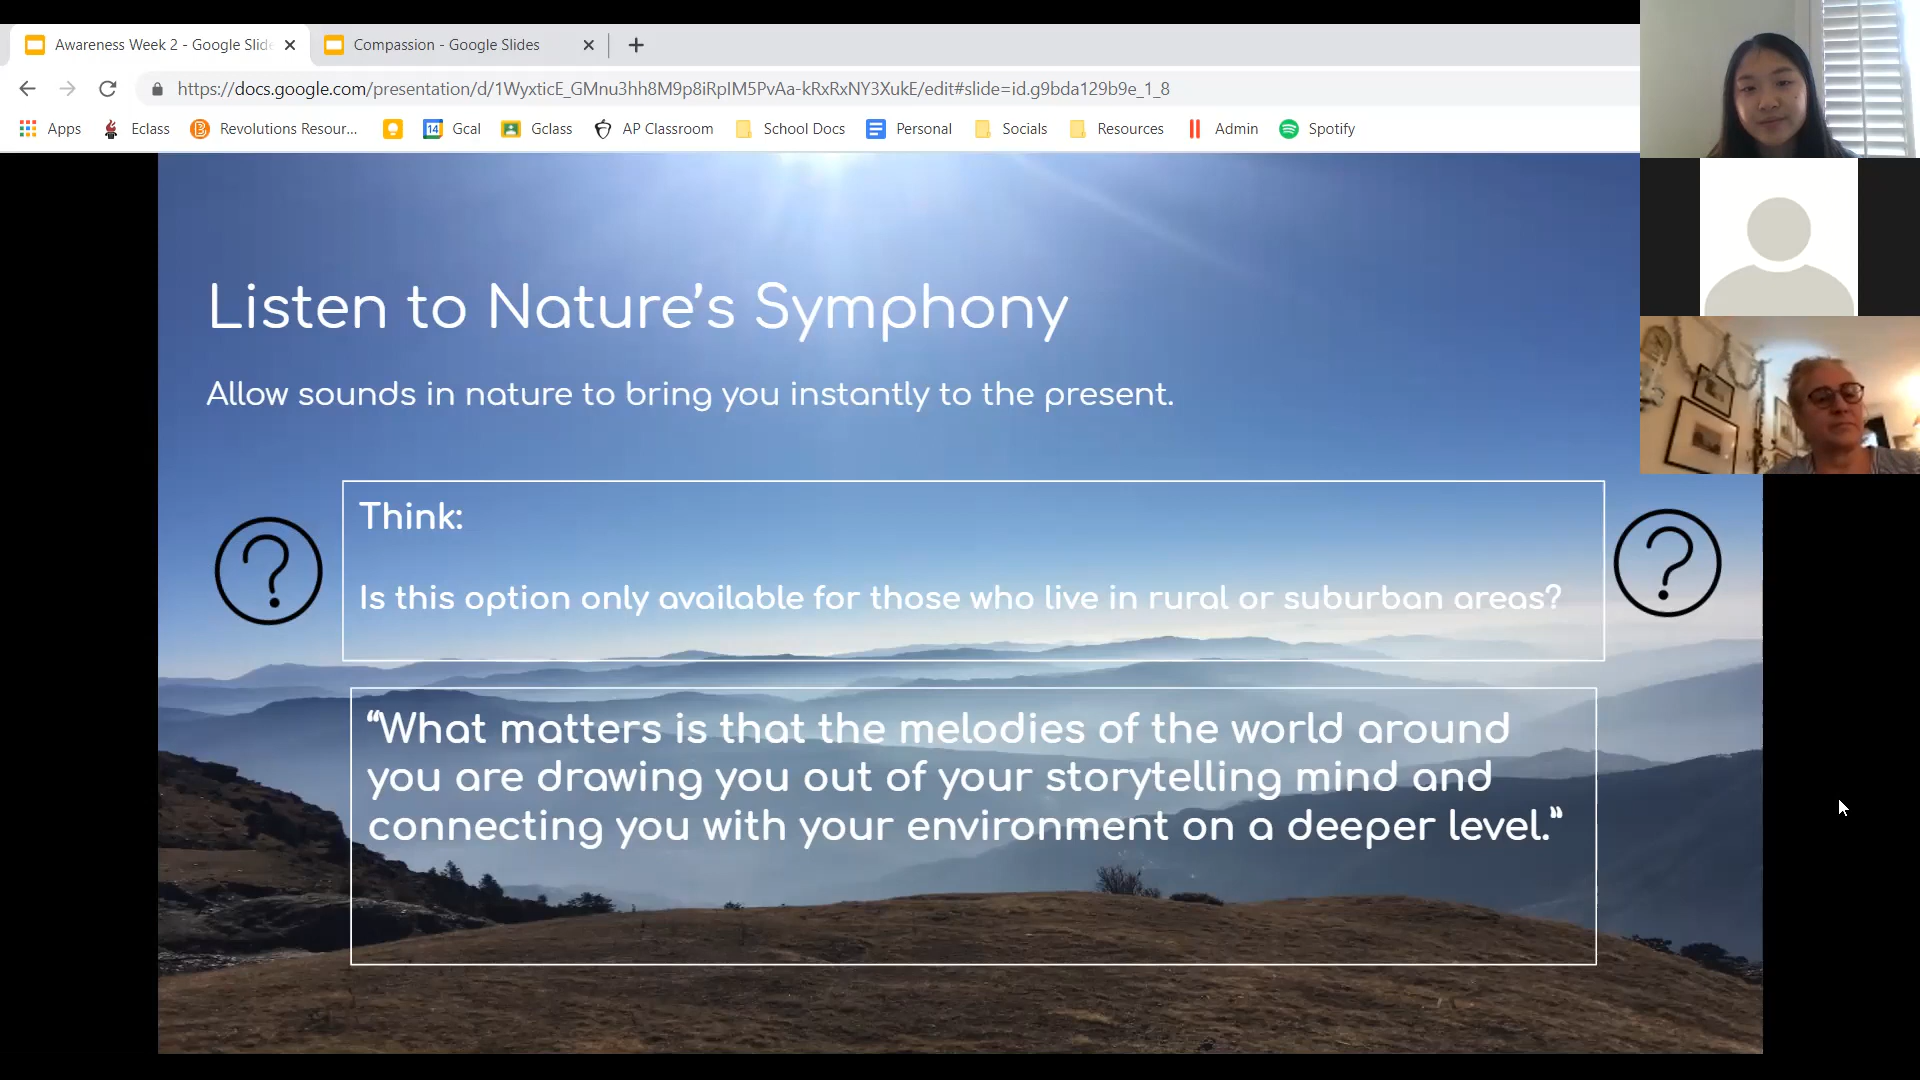 Awareness Week 2 - Google Slide
Compassion - Google Slides
https://docs.google.com/presentation/d/1WyxticE_GMnu3hh8M9p8iRpIM5PvAa-kRxRxNY3XukE/edit#slide=id.g9bda129b9e_1_8
Apps Eclass Revolutions Resour... 14 Gcal Gclass AP Classroom School Docs Personal Socials Resources Admin Spotify
Listen to Nature's Symphony
Allow sounds in nature to bring you instantly to the present.
Think:
Is this option only available for those who live in rural or suburban areas?
“What matters is that the melodies of the world around
you are drawing you out of your storytelling mind and
connecting you with your environment on a deeper level.”